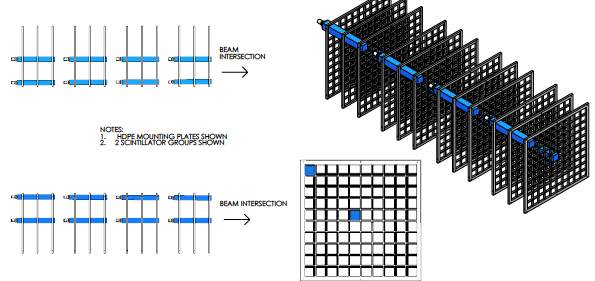 BEAM
INTERSECTION
NOTES:
1. HDPE MOUNTING PLATES SHOWN
2. 2 SCINTILLATOR GROUPS SHOWN
BEAM INTERSECTION